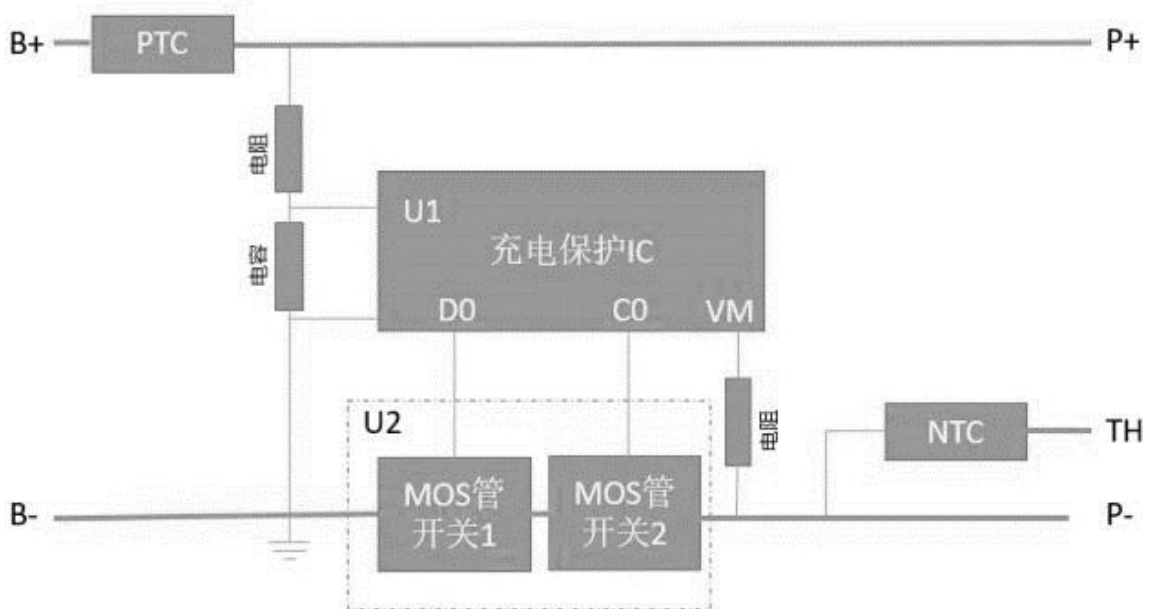 B+
PTC
P+
电阻
U1
充电保护IC
电容
D0
C0
VM
U2
电阻
NTC
TH
MOS管
开关1
MOS管
开关2
B-
P-